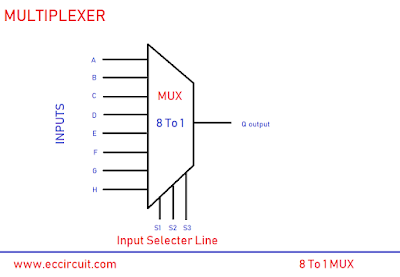 MULTIPLEXER
INPUTS
A
B
C
D
E
F
G
H
MUX
8 To 1
Q output
S1 S2 S3
Input Selecter Line
www.eccircuit.com 8 To 1 MUX